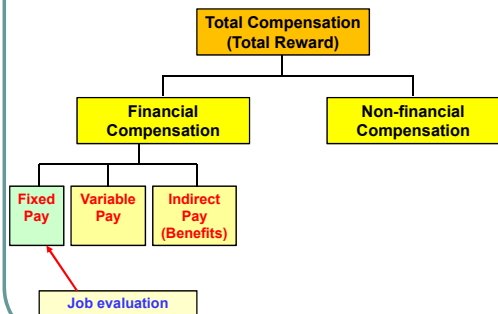 Total Compensation
(Total Reward)
Financial
Compensation
Non-financial
Compensation
Fixed
Pay
Variable
Pay
Indirect
Pay
(Benefits)
Job evaluation